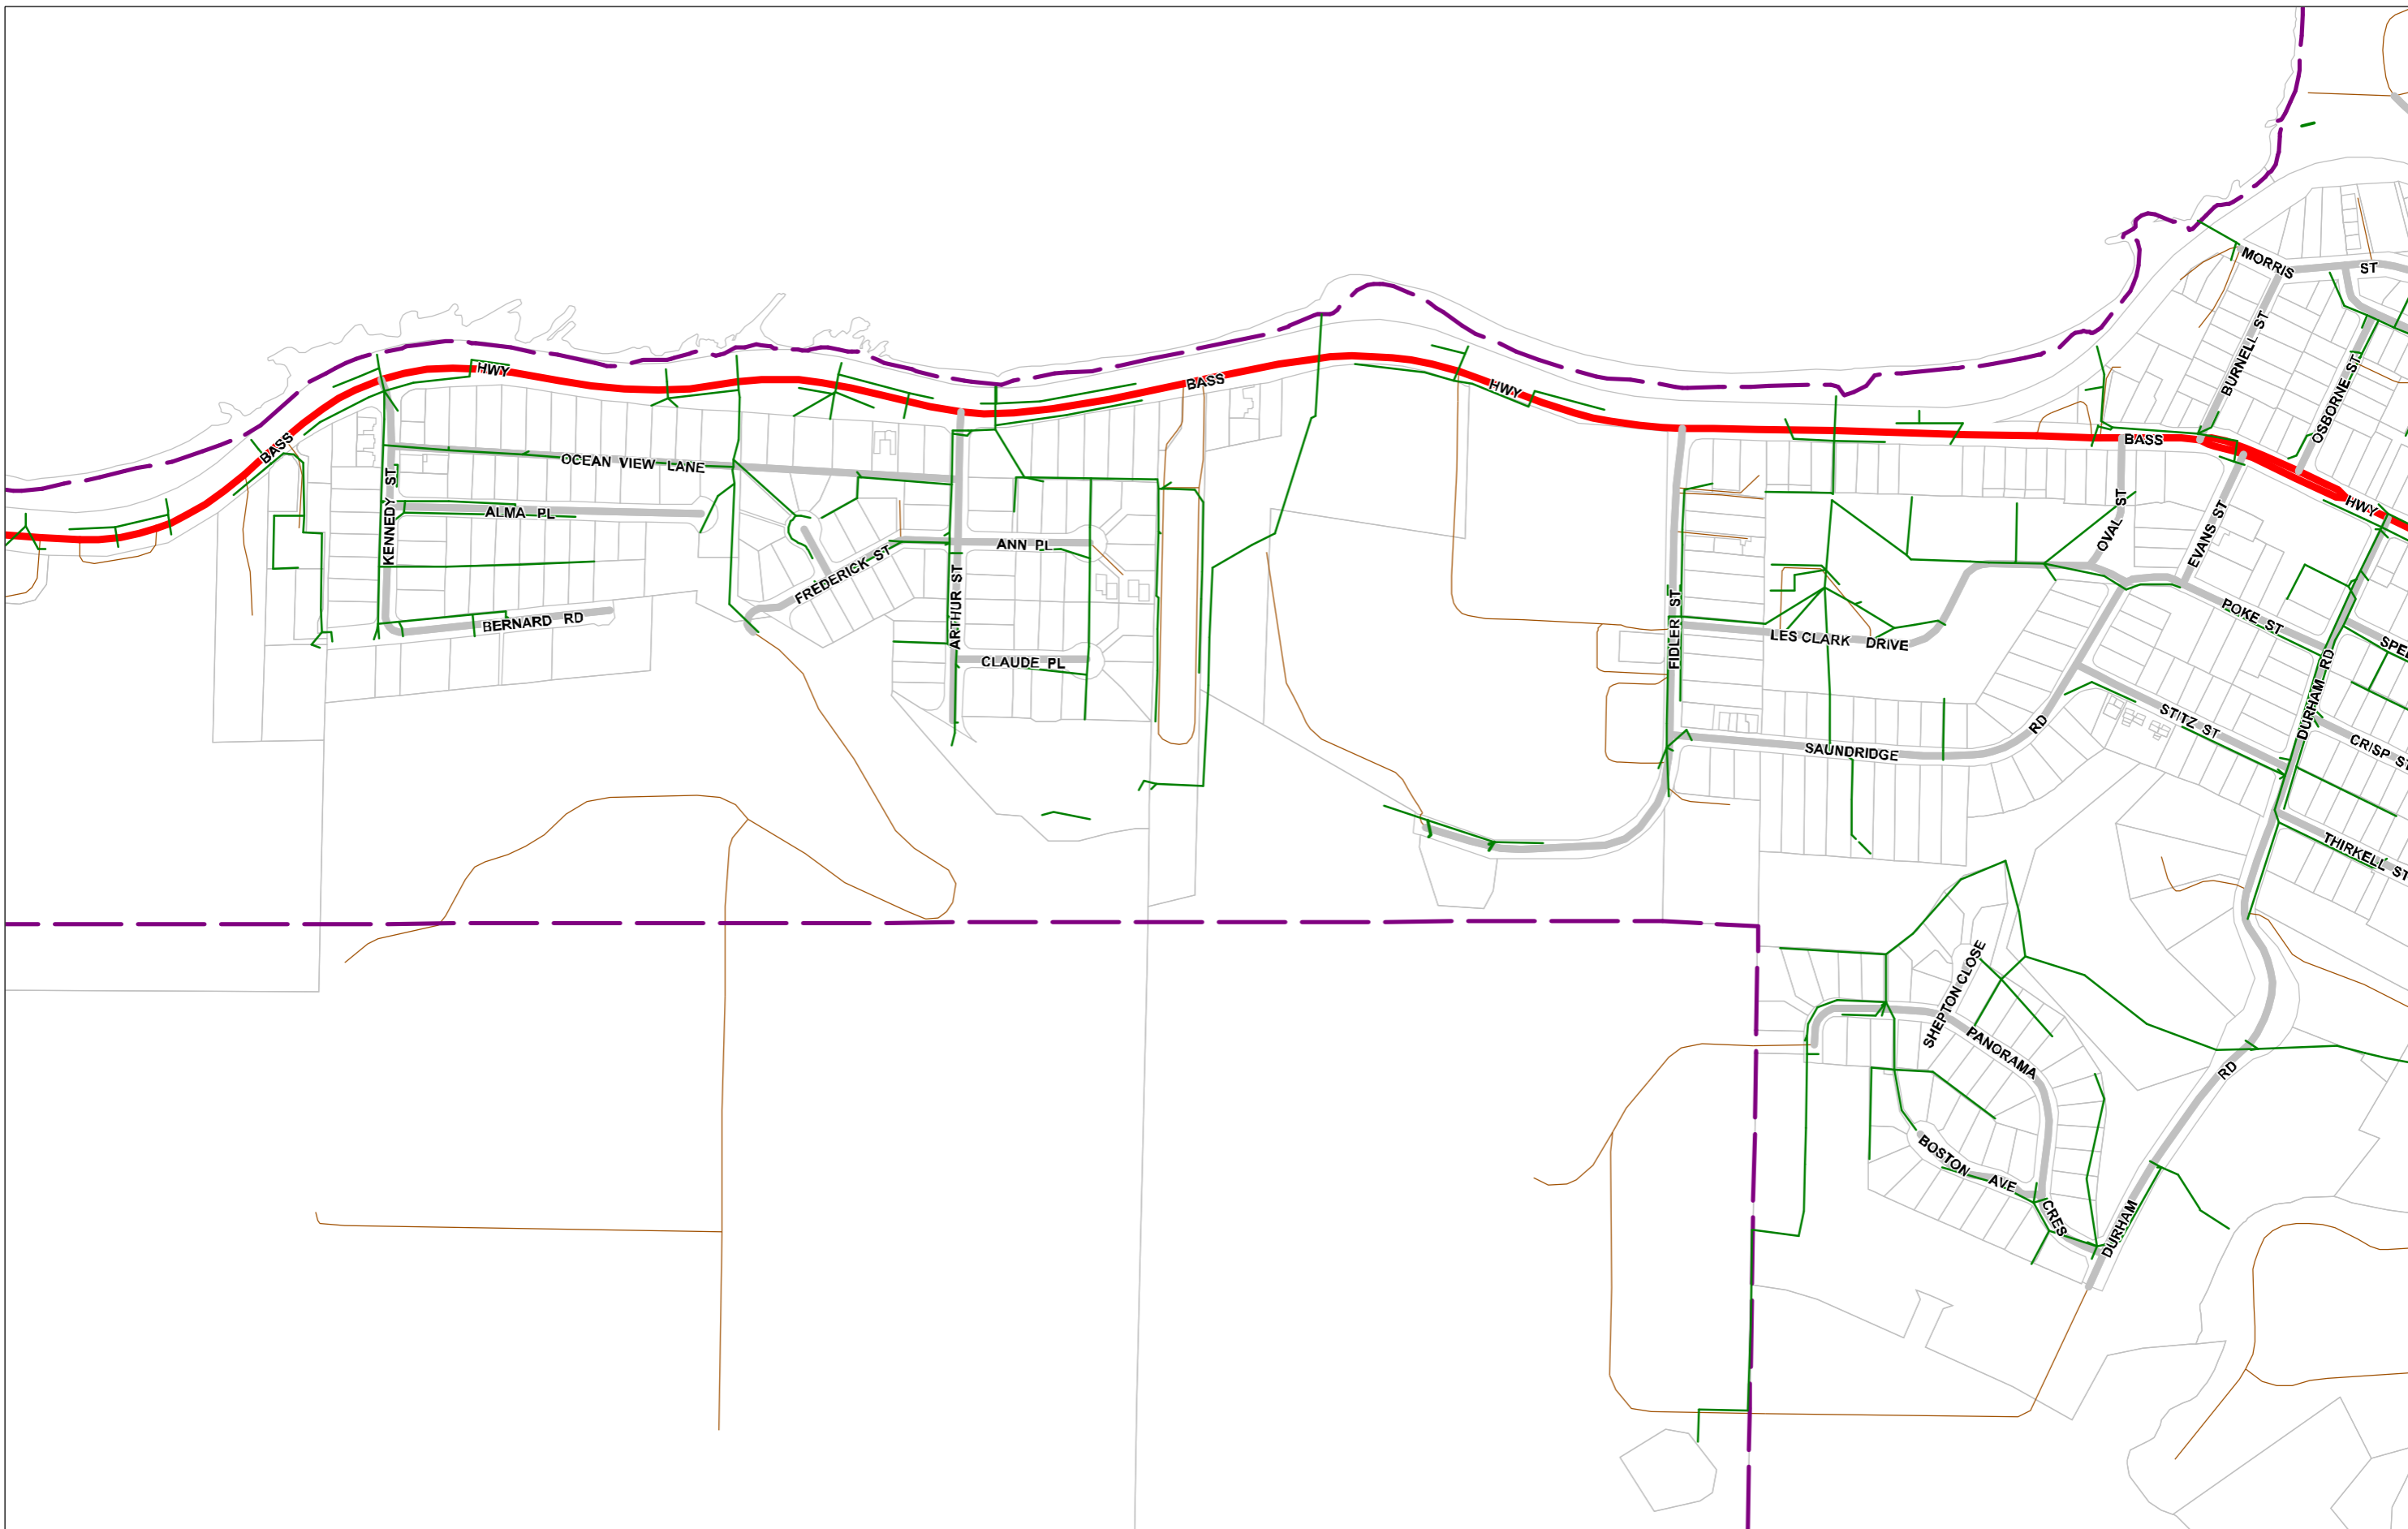 MORRIS ST
BURNELL ST
OSBORNE ST
HWY
BASS
BASS
HWY
BASS
HWY
OCEAN VIEW LANE
KENNEDY ST
ALMA PL
BERNARD RD
FREDERICK ST
ANN PL
ARTHUR ST
CLAUDE PL
FIDLER ST
LES CLARK DRIVE
OVAL ST
EVANS ST
POKE ST
SAUNDRIDGE RD
STITZ ST
DURHAM RD
CRISP ST
THIRKELL ST
SHEPTON CLOSE
PANORAMA
CRES
BOSTON AVE
DURHAM RD